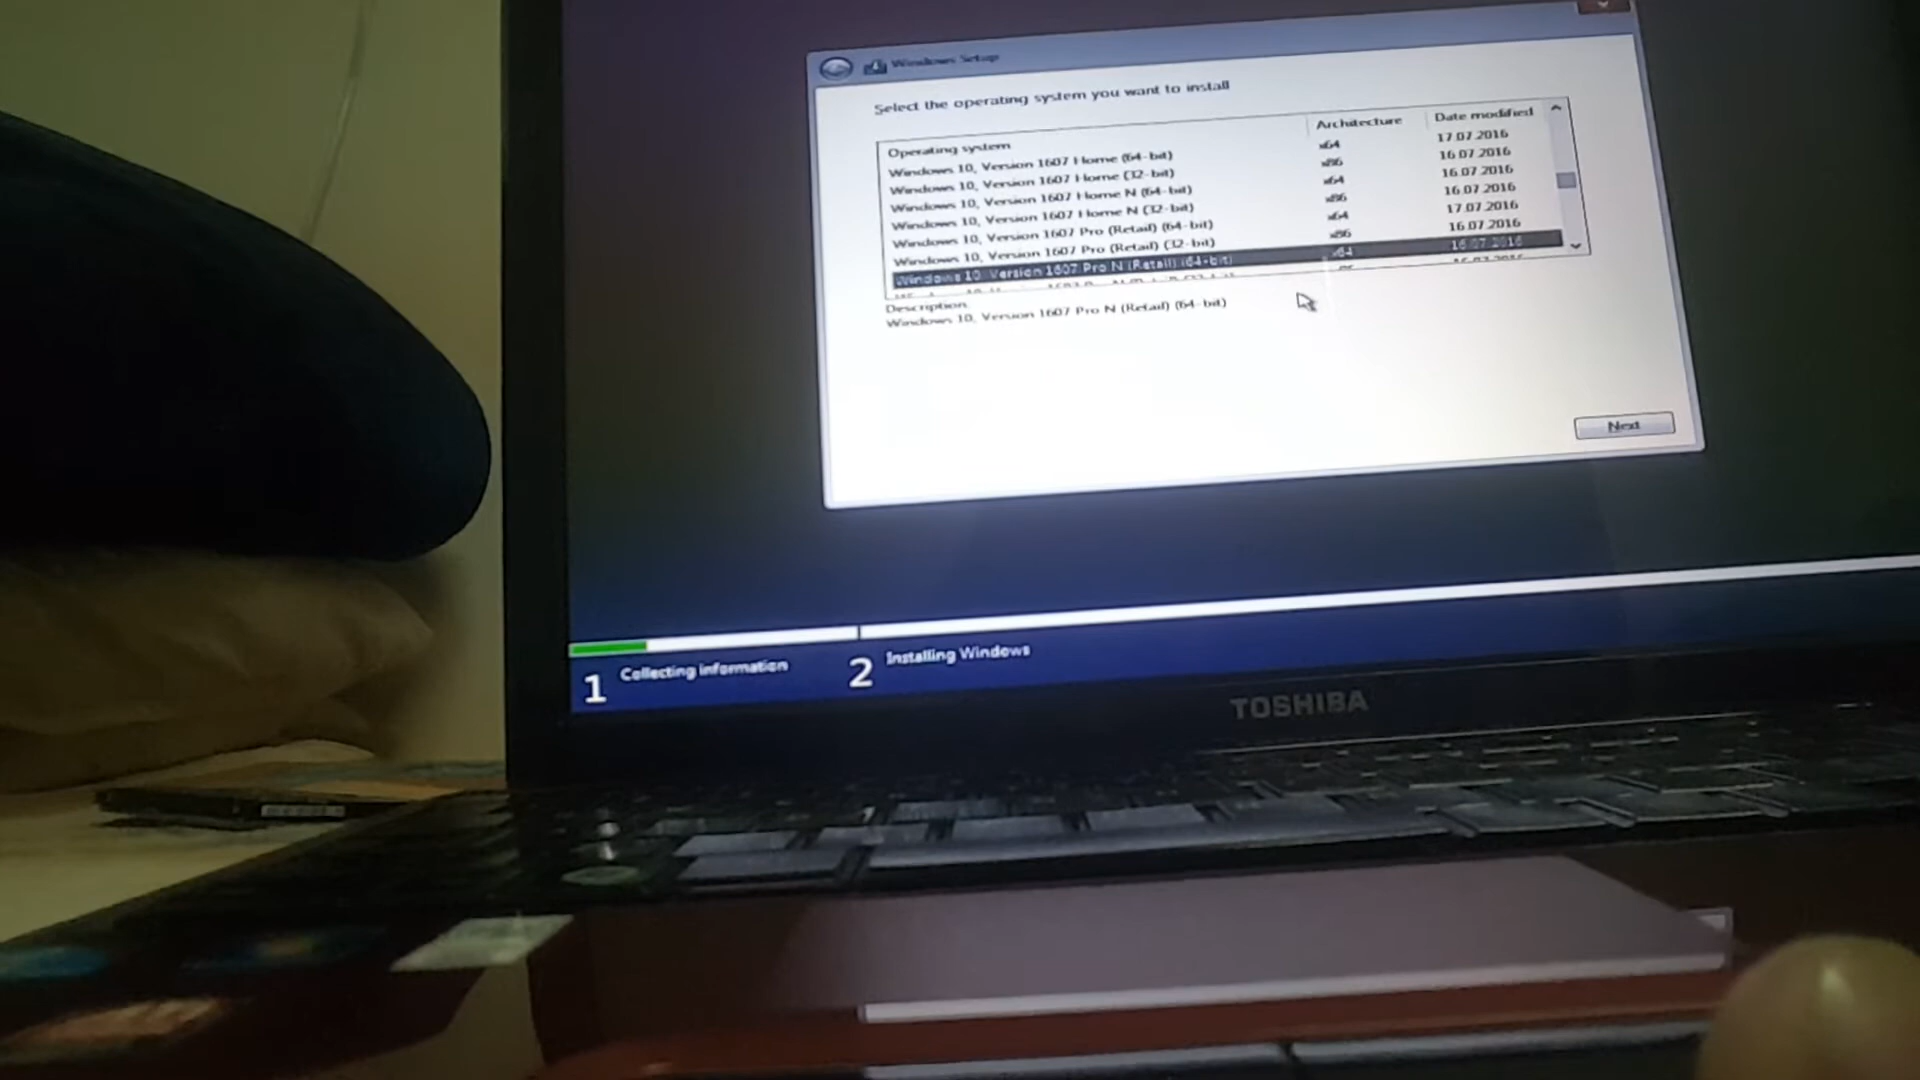 Windows Setup
Select the operating system you want to install
Operating system Architecture Date modified
Windows 10, Version 1607 Home (64-bit) x64 17.07.2016
Windows 10, Version 1607 Home (32-bit) x86 16.07.2016
Windows 10, Version 1607 Home N (64-bit) x64 16.07.2016
Windows 10, Version 1607 Home N (32-bit) x86 16.07.2016
Windows 10, Version 1607 Pro (Retail) (64-bit) x64 17.07.2016
Windows 10, Version 1607 Pro (Retail) (32-bit) x86 16.07.2016
Windows 10, Version 1607 Pro N (Retail) (64-bit) x64 16.07.2016
Description:
Windows 10, Version 1607 Pro N (Retail) (64-bit)
Next
1 Collecting information
2 Installing Windows
TOSHIBA